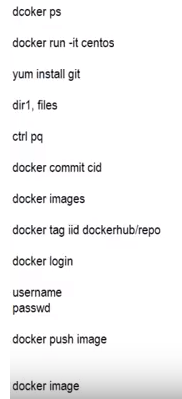 dcoker ps
docker run -it centos
yum install git
dir1, files
ctrl pq
docker commit cid
docker images
docker tag iid dockerhub/repo
docker login
username
passwd
docker push image
docker image